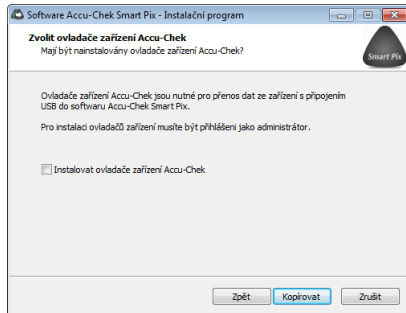 Software Accu-Chek Smart Pix - Instalační program
Zvolit ovladače zařízení Accu-Chek
Mají být nainstalovány ovladače zařízení Accu-Chek?
Smart Pix
Ovladače zařízení Accu-Chek jsou nutné pro přenos dat ze zařízení s připojením
USB do softwaru Accu-Chek Smart Pix.
Pro instalaci ovladačů zařízení musíte být přihlášeni jako administrátor.
Instalovat ovladače zařízení Accu-Chek
Zpět
Kopírovat
Zrušit